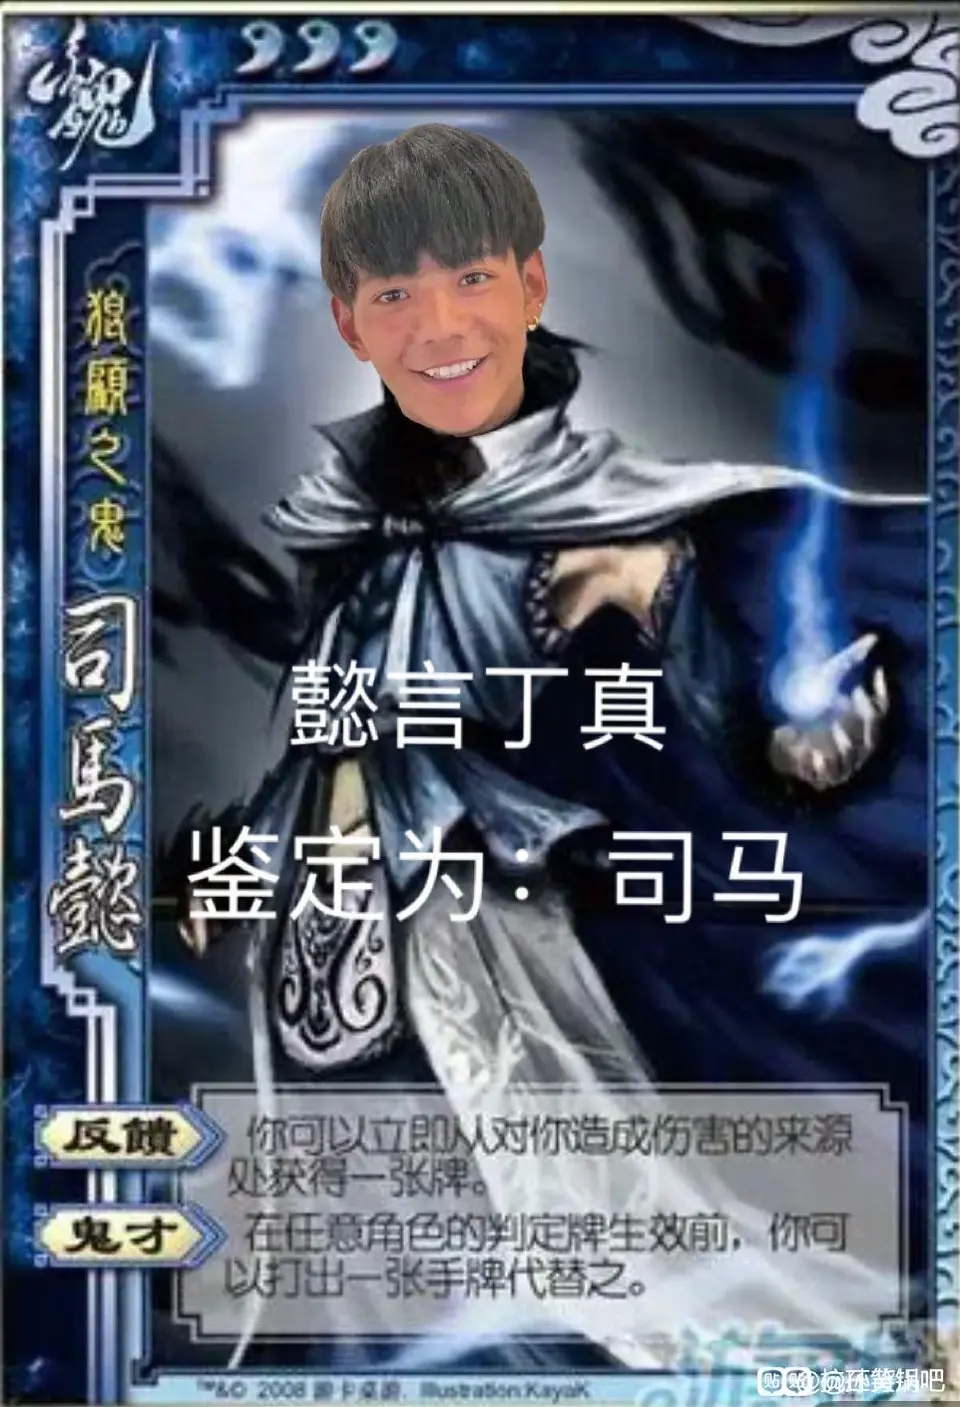 魏
狼顧之鬼
司馬懿
懿言丁真
鉴定为：司马
反饋
你可以立即从对你造成伤害的来源
处获得一张牌。
鬼才
在任意角色的判定牌生效前，你可
以打出一张手牌代替之。
™&© 2008 游卡桌游. Illustration:KayaK